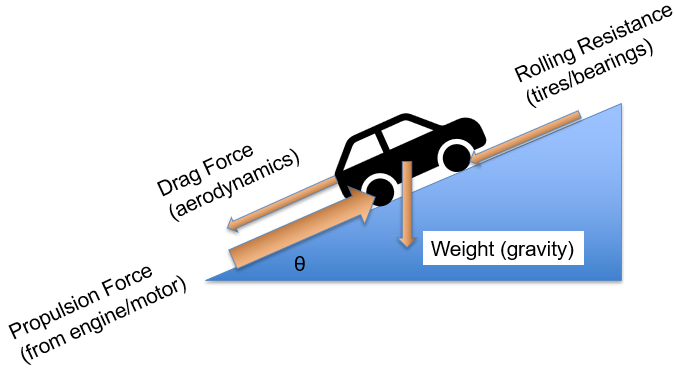 Rolling Resistance
(tires/bearings)
Drag Force
(aerodynamics)
Weight (gravity)
θ
Propulsion Force
(from engine/motor)